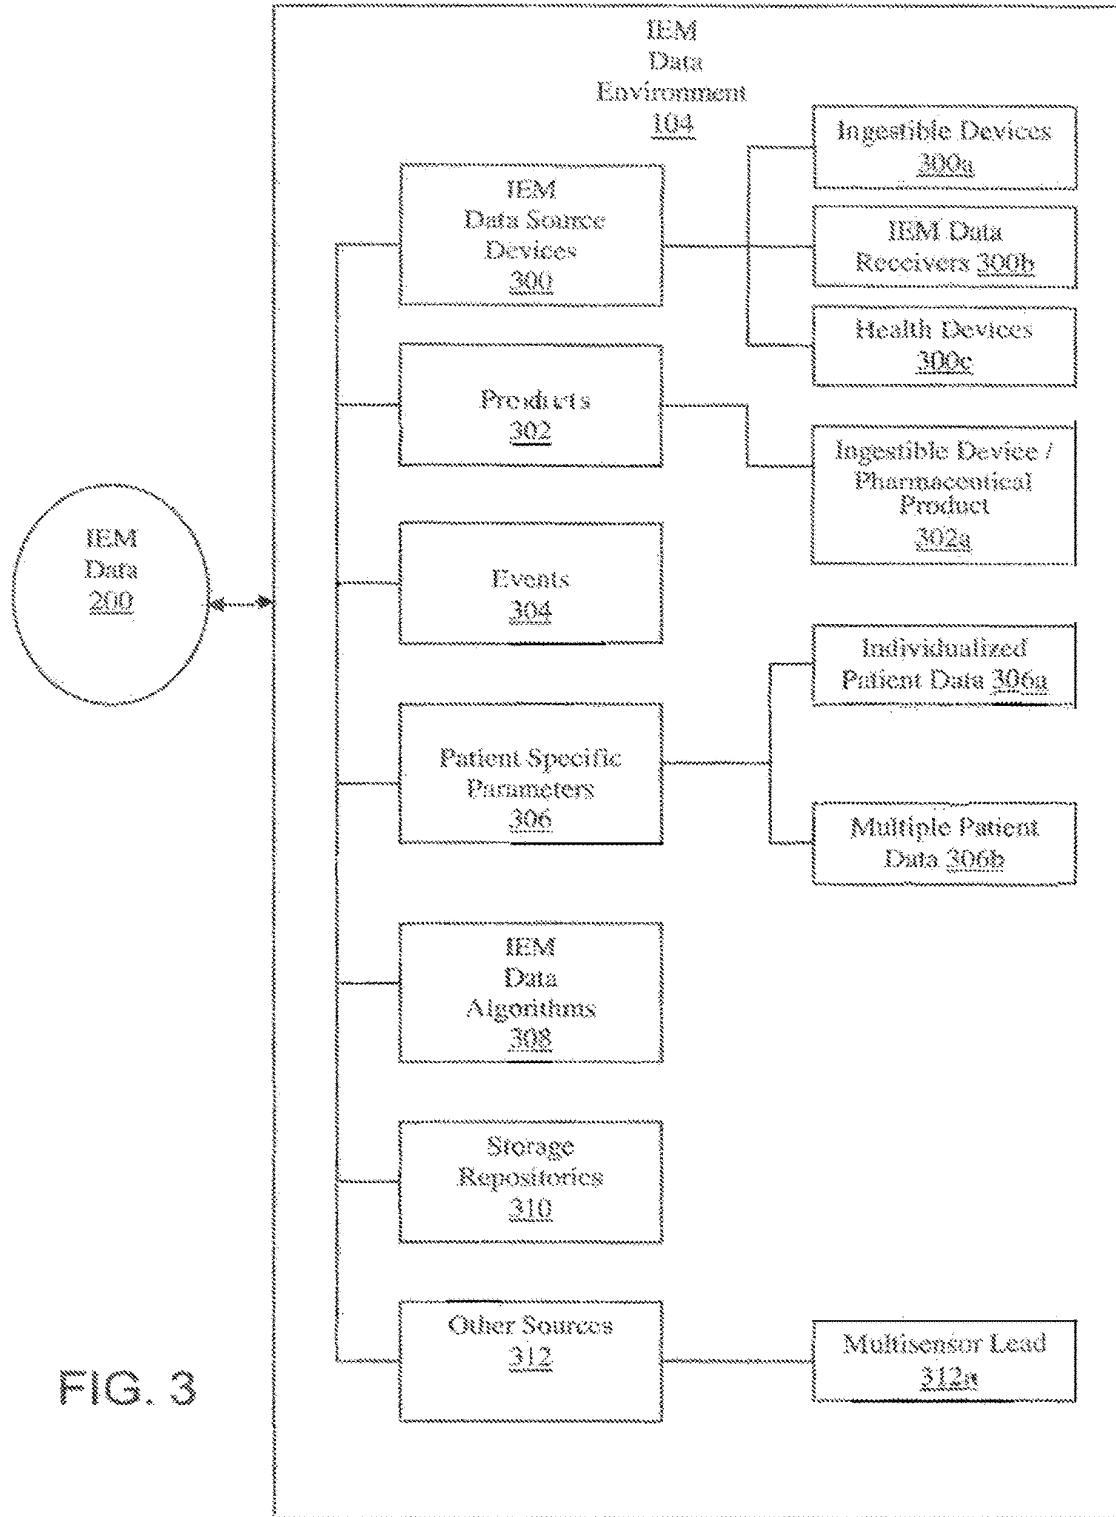 IEM
Data
Environment
104
IEM
Data Source
Devices
300
Ingestible Devices
300a
IEM Data
Receivers 300b
Health Devices
300c
Products
302
Ingestible Device /
Pharmaceutical
Product
302a
IEM
Data
200
Events
304
Patient Specific
Parameters
306
Individualized
Patient Data 306a
Multiple Patient
Data 306b
IEM
Data
Algorithms
308
Storage
Repositories
310
Other Sources
312
Multisensor Lead
312a
FIG. 3